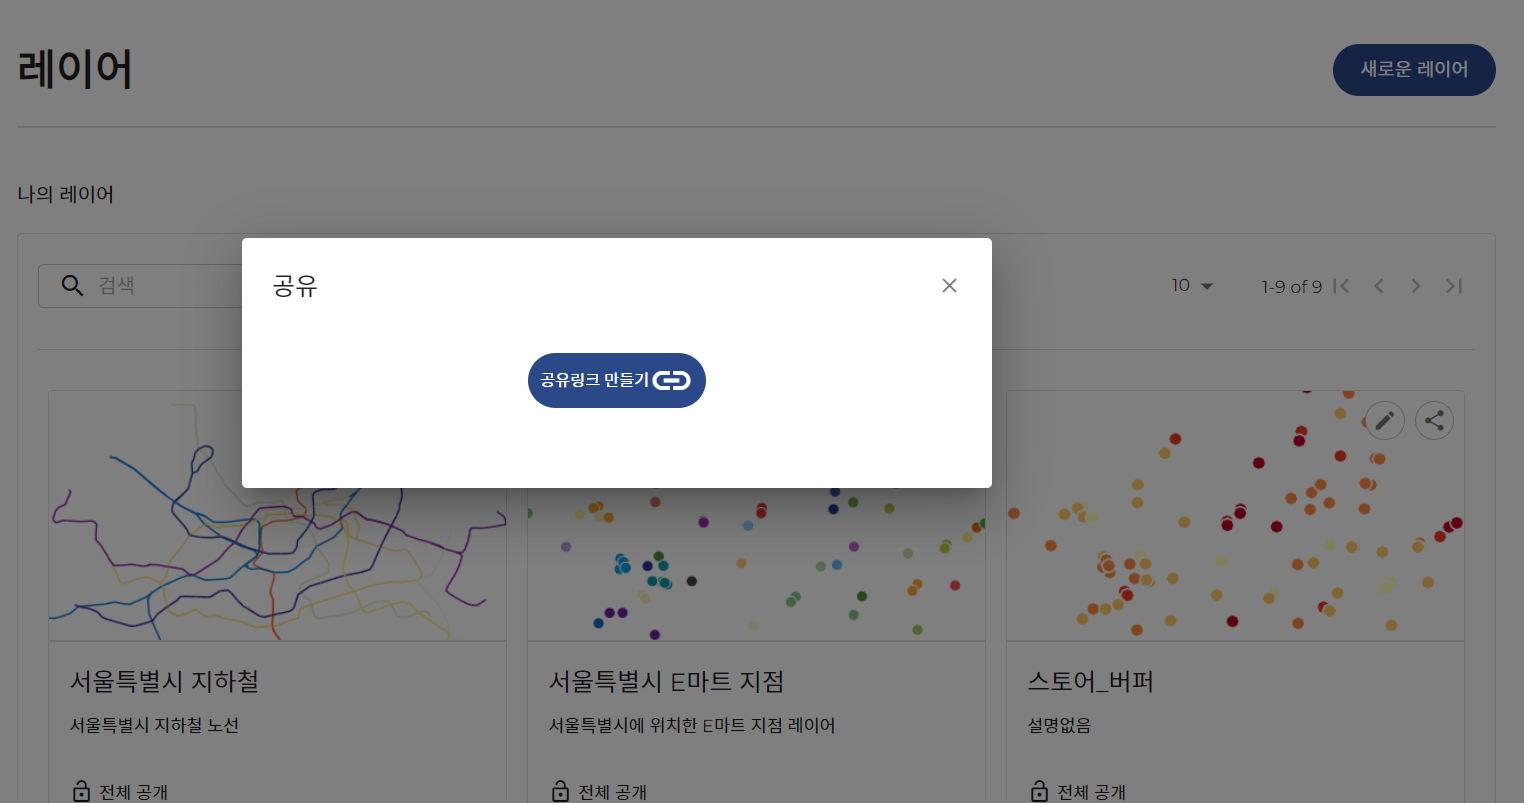 레이어
새로운 레이어
나의 레이어
검색
10
1-9 of 9
공유
공유링크 만들기
서울특별시 지하철
서울특별시 지하철 노선
전체 공개
서울특별시 E마트 지점
서울특별시에 위치한 E마트 지점 레이어
전체 공개
스토어_버퍼
설명없음
전체 공개